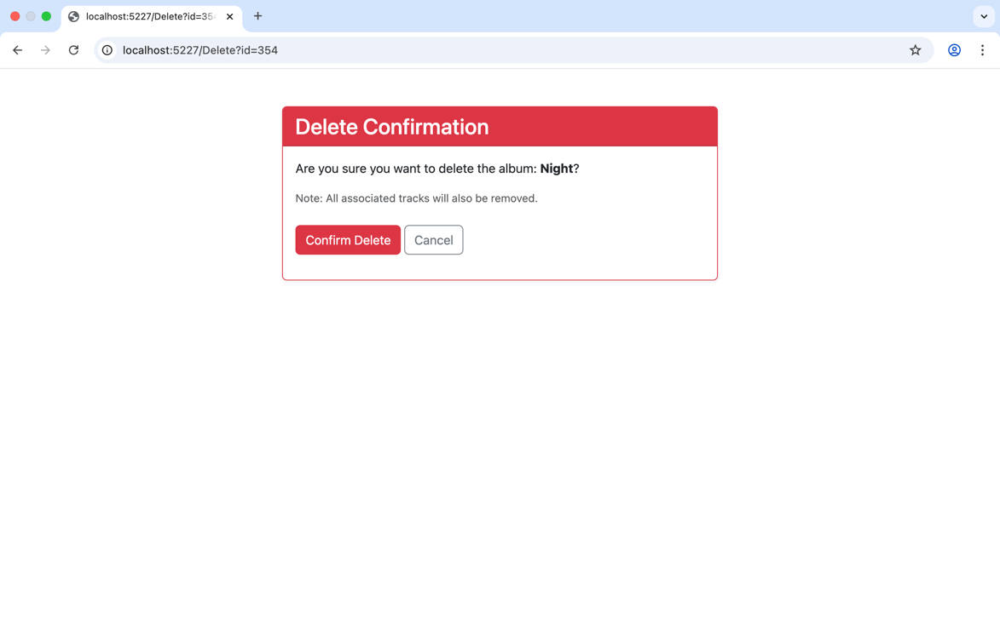 localhost:5227/Delete?id=354
localhost:5227/Delete?id=354
Delete Confirmation
Are you sure you want to delete the album: Night?
Note: All associated tracks will also be removed.
Confirm Delete Cancel